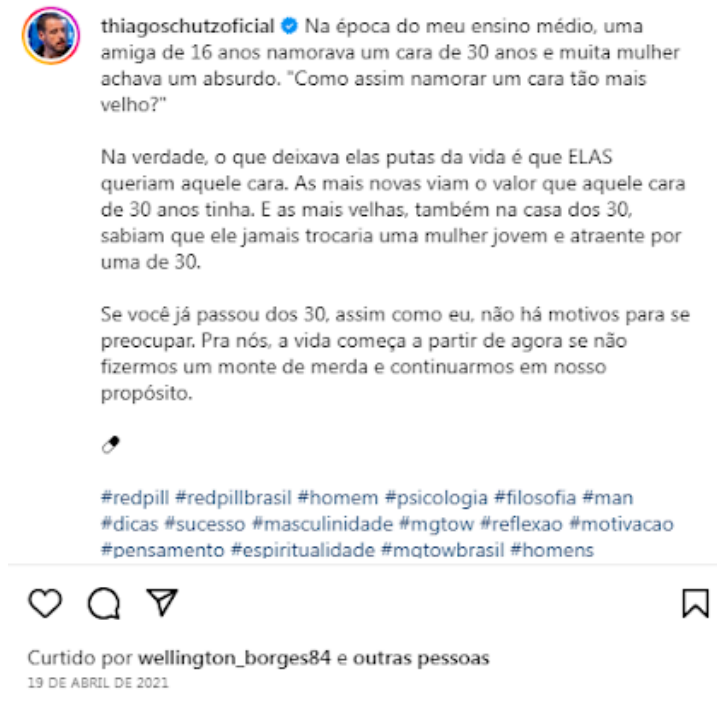 thiagoschutzoficial Na época do meu ensino médio, uma
amiga de 16 anos namorava um cara de 30 anos e muita mulher
achava um absurdo. "Como assim namorar um cara tão mais
velho?"
Na verdade, o que deixava elas putas da vida é que ELAS
queriam aquele cara. As mais novas viam o valor que aquele cara
de 30 anos tinha. E as mais velhas, também na casa dos 30,
sabiam que ele jamais trocaria uma mulher jovem e atraente por
uma de 30.
Se você já passou dos 30, assim como eu, não há motivos para se
preocupar. Pra nós, a vida começa a partir de agora se não
fizermos um monte de merda e continuarmos em nosso
propósito.
#redpill #redpillbrasil #homem #psicologia #filosofia #man
#dicas #sucesso #masculinidade #mgtow #reflexao #motivacao
#pensamento #espiritualidade #mgtowbrasil #homens
Curtido por wellington_borges84 e outras pessoas
19 DE ABRIL DE 2021